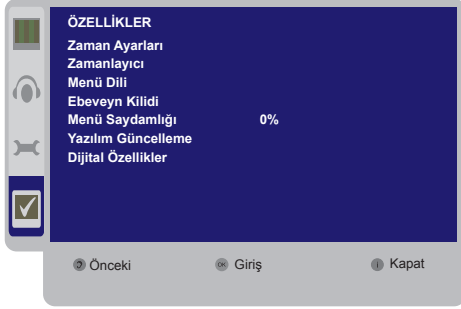 ÖZELLİKLER
Zaman Ayarları
Zamanlayıcı
Menü Dili
Ebeveyn Kilidi
Menü Saydamlığı 0%
Yazılım Güncelleme
Dijital Özellikler
Önceki OK Giriş i Kapat